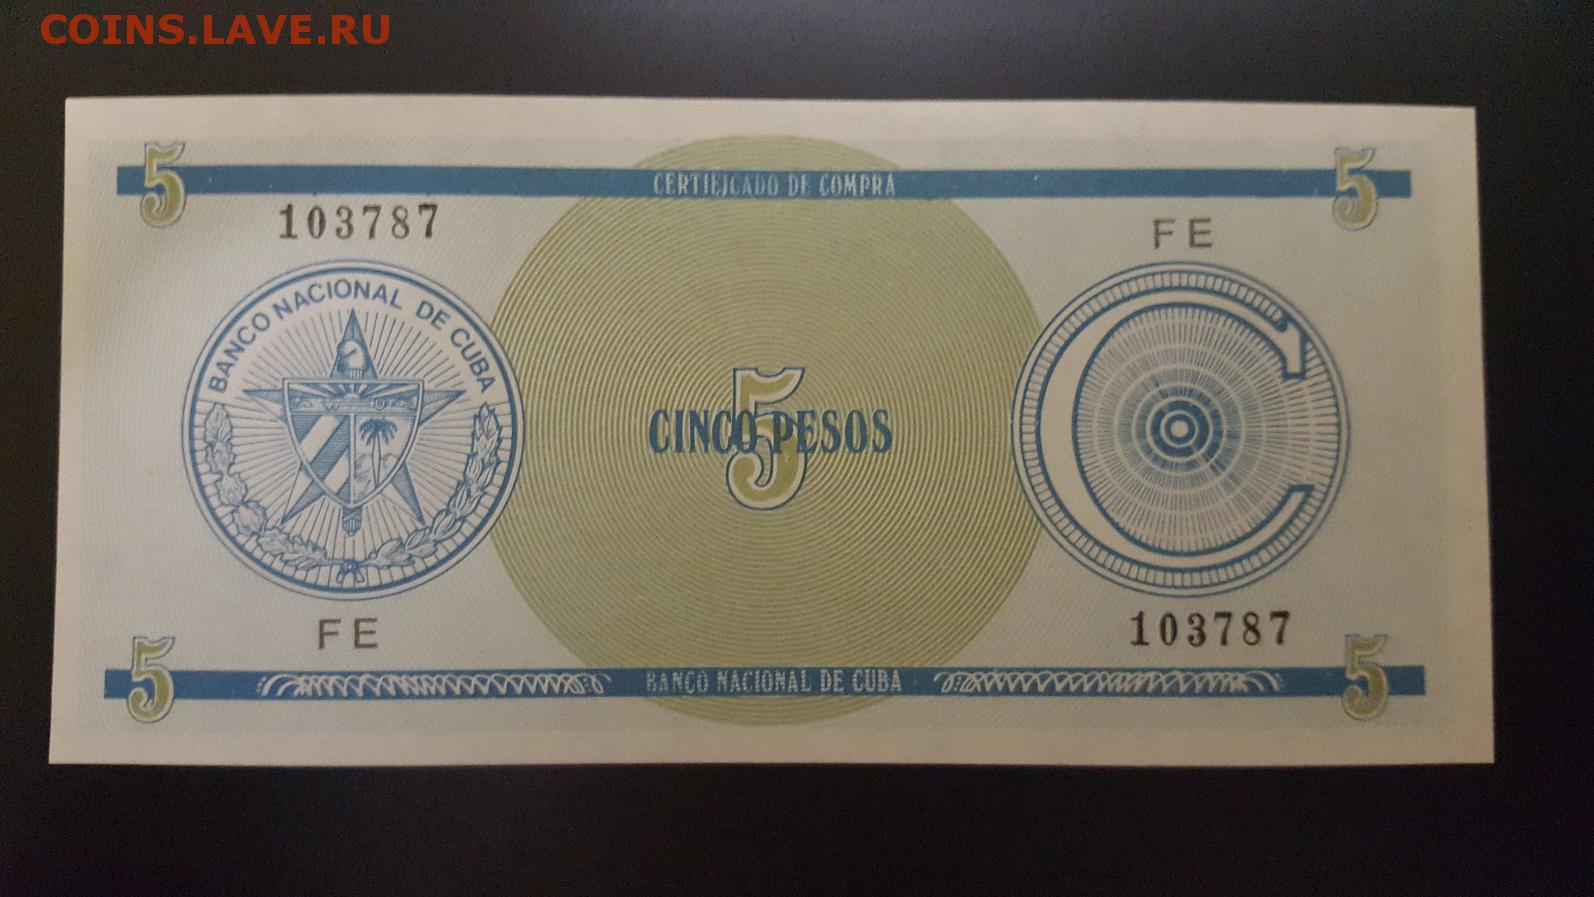 COINS.LAVE.RU
5 CERTIFICADO DE COMPRA 5
103787
FE
BANCO NACIONAL DE CUBA
C
5
CINCO PESOS
FE
103787
5 BANCO NACIONAL DE CUBA 5